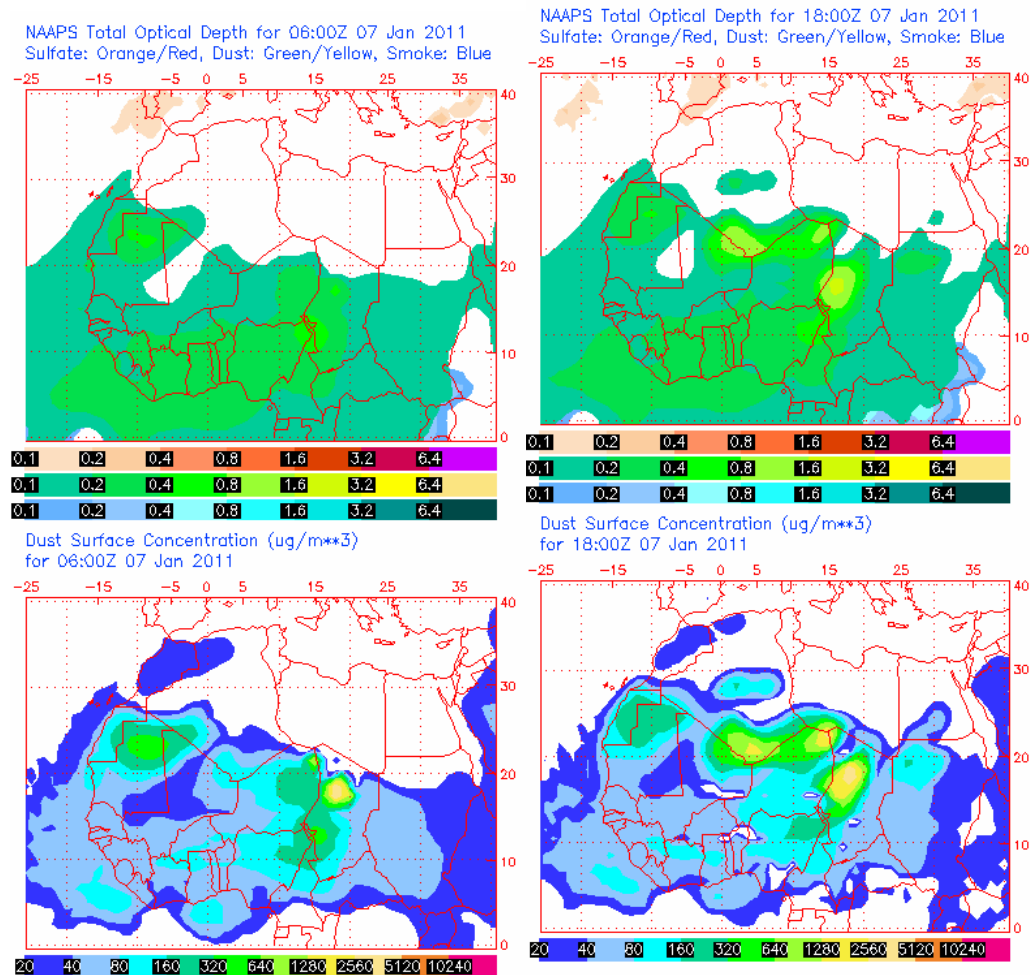 NAAPS Total Optical Depth for 06:00Z 07 Jan 2011
Sulfate: Orange/Red, Dust: Green/Yellow, Smoke: Blue
-25 -15 -5 0 5 15 25 35
40
30
20
10
0
0.1 0.2 0.4 0.8 1.6 3.2 6.4
0.1 0.2 0.4 0.8 1.6 3.2 6.4
0.1 0.2 0.4 0.8 1.6 3.2 6.4
NAAPS Total Optical Depth for 18:00Z 07 Jan 2011
Sulfate: Orange/Red, Dust: Green/Yellow, Smoke: Blue
-25 -15 -5 0 5 15 25 35
40
30
20
10
0
0.1 0.2 0.4 0.8 1.6 3.2 6.4
0.1 0.2 0.4 0.8 1.6 3.2 6.4
0.1 0.2 0.4 0.8 1.6 3.2 6.4
Dust Surface Concentration (ug/m**3)
for 06:00Z 07 Jan 2011
-25 -15 -5 0 5 15 25 35
40
30
20
10
0
20 40 80 160 320 640 1280 2560 5120 10240
Dust Surface Concentration (ug/m**3)
for 18:00Z 07 Jan 2011
-25 -15 -5 0 5 15 25 35
40
30
20
10
0
20 40 80 160 320 640 1280 2560 5120 10240